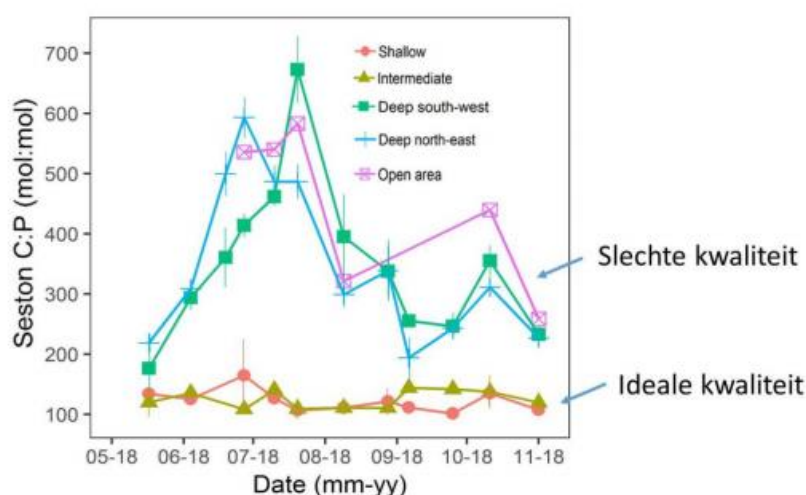 700
600
500
400
300
200
100
Seston C:P (mol:mol)
Shallow
Intermediate
Deep south-west
Deep north-east
Open area
Slechte kwaliteit
Ideale kwaliteit
05-18 06-18 07-18 08-18 09-18 10-18 11-18
Date (mm-yy)